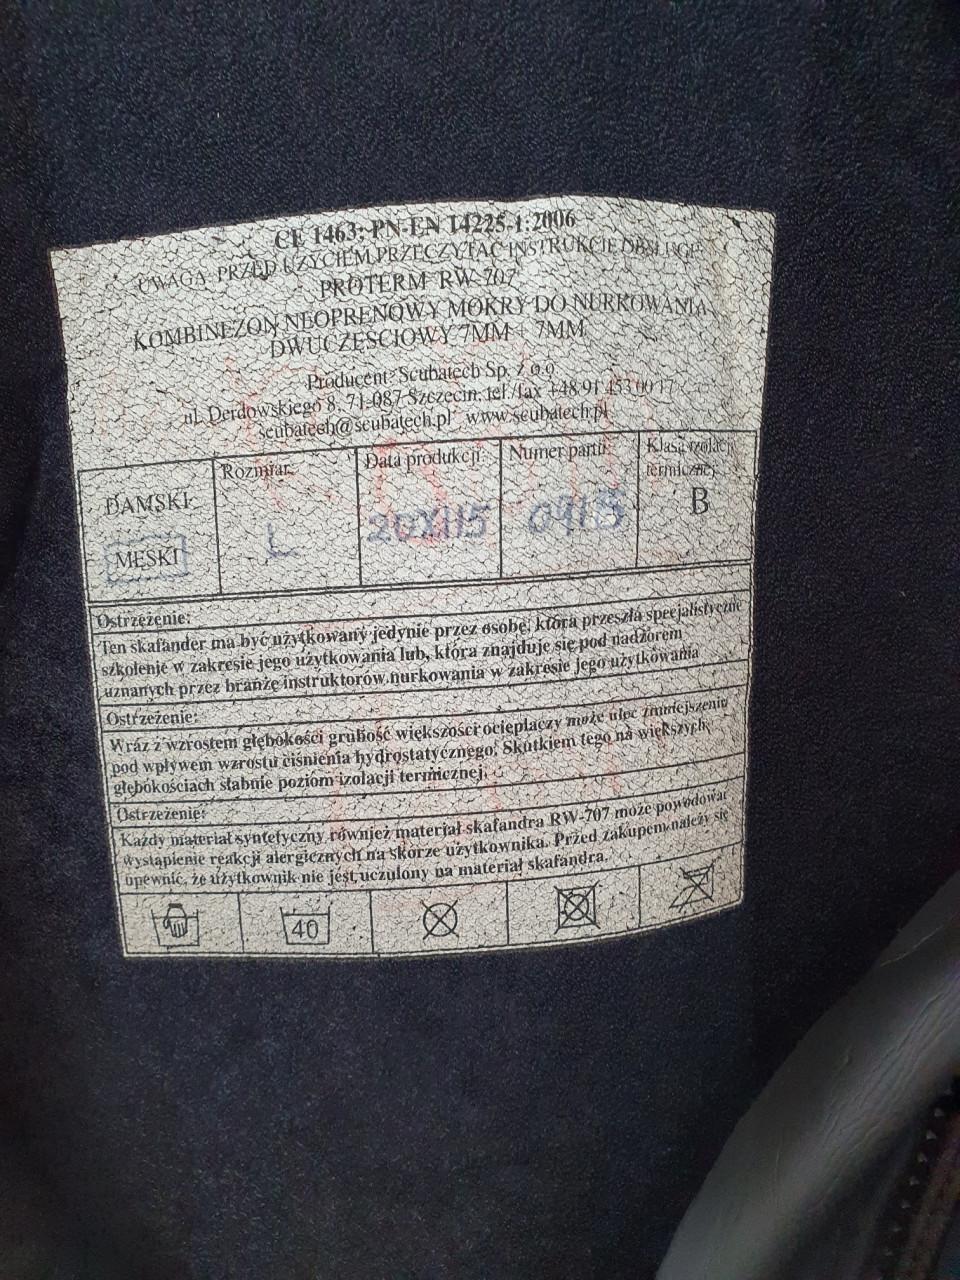 CE 1463; PN-EN 14225-1:2006
UWAGA PRZED UŻYCIEM PRZECZYTAĆ INSTRUKCJE OBSŁUGI
PROTERM RW-707
KOMBINEZON NEOPRENOWY MOKRY DO NURKOWANIA
DWUCZĘŚCIOWY 7MM + 7MM
Producent: Scubatech Sp. z o.o
ul. Derdowskiego 8, 71-087 Szczecin, tel./fax +48 91 453 00 17
scubatech@scubatech.pl www.scubatech.pl
DAMSKI
MĘSKI
Rozmiar:
L
Data produkcji:
20XI15
Numer partii:
Klasa izolacji
termicznej
B
Ostrzeżenie:
Ten skafander ma być użytkowany jedynie przez osobę, która przeszła specjalistyczne
szkolenie w zakresie jego użytkowania lub, która znajduje się pod nadzorem
uznanych przez branżę instruktorów nurkowania w zakresie jego użytkowania
Ostrzeżenie:
Wraz z wzrostem głębokości grubość większości ocieplaczy może ulec zmniejszeniu
pod wpływem wzrostu ciśnienia hydrostatycznego. Skutkiem tego na większych
głębokościach słabnie poziom izolacji termicznej.
Ostrzeżenie:
Każdy materiał syntetyczny również materiał skafandra RW-707 może powodować
wystąpienie reakcji alergicznych na skórze użytkownika. Przed zakupem należy się
upewnić, że użytkownik nie jest uczulony na materiał skafandra.
40